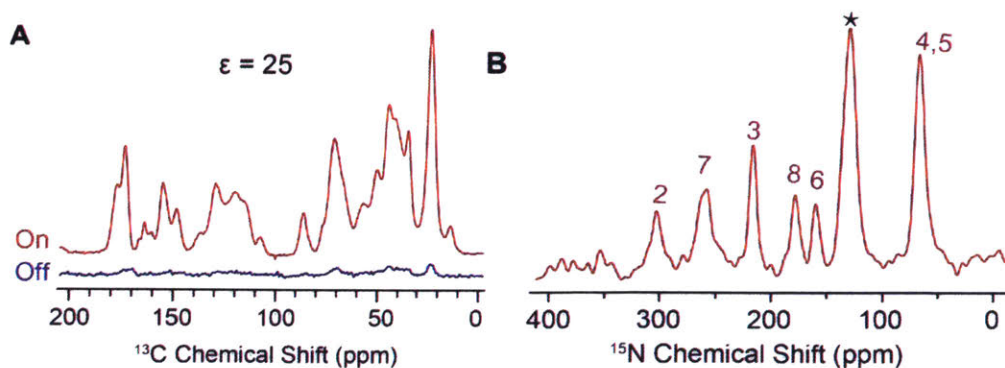 A
ε = 25
On
Off
200
100
50
0
13C Chemical Shift (ppm)
B
★
4,5
3
7
2
8
6
400
300
200
100
0
15N Chemical Shift (ppm)